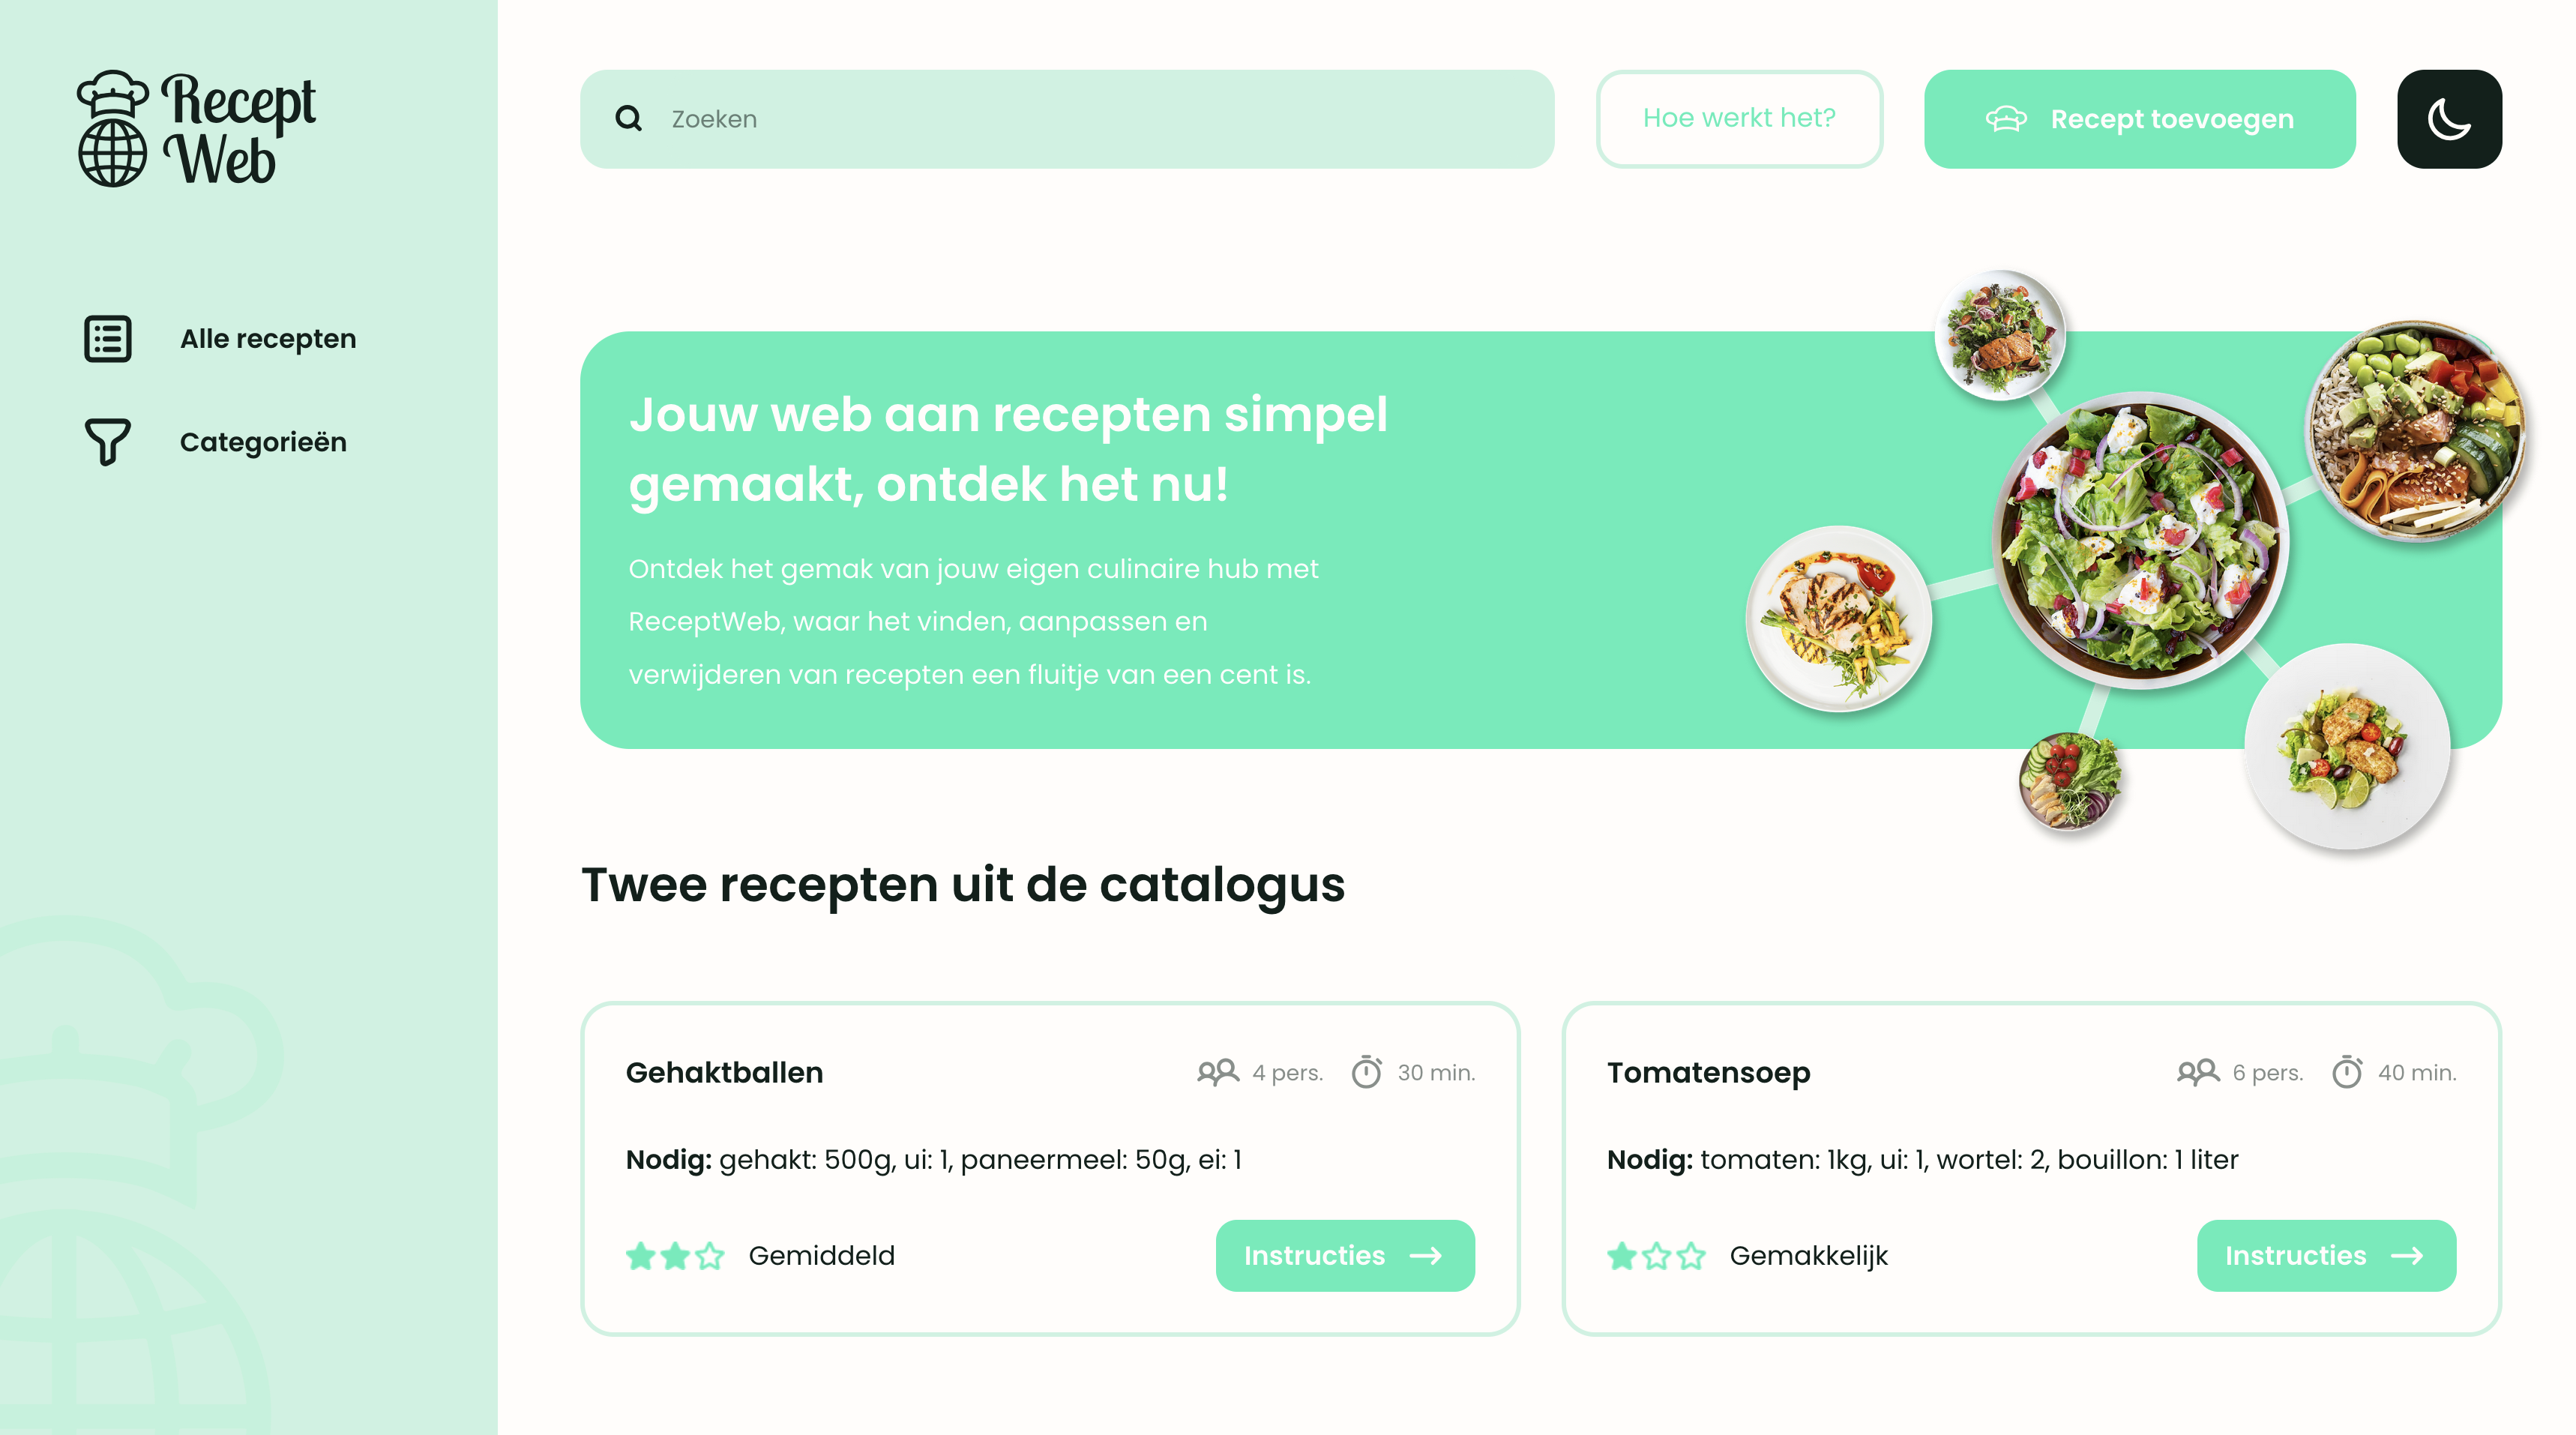 Recept
Web
Alle recepten
Categorieën
Zoeken
Hoe werkt het?
Recept toevoegen
Jouw web aan recepten simpel
gemaakt, ontdek het nu!
Ontdek het gemak van jouw eigen culinaire hub met
ReceptWeb, waar het vinden, aanpassen en
verwijderen van recepten een fluitje van een cent is.
Twee recepten uit de catalogus
Gehaktballen
4 pers.
30 min.
Nodig: gehakt: 500g, ui: 1, paneermeel: 50g, ei: 1
Gemiddeld
Instructies
Tomatensoep
6 pers.
40 min.
Nodig: tomaten: 1kg, ui: 1, wortel: 2, bouillon: 1 liter
Gemakkelijk
Instructies